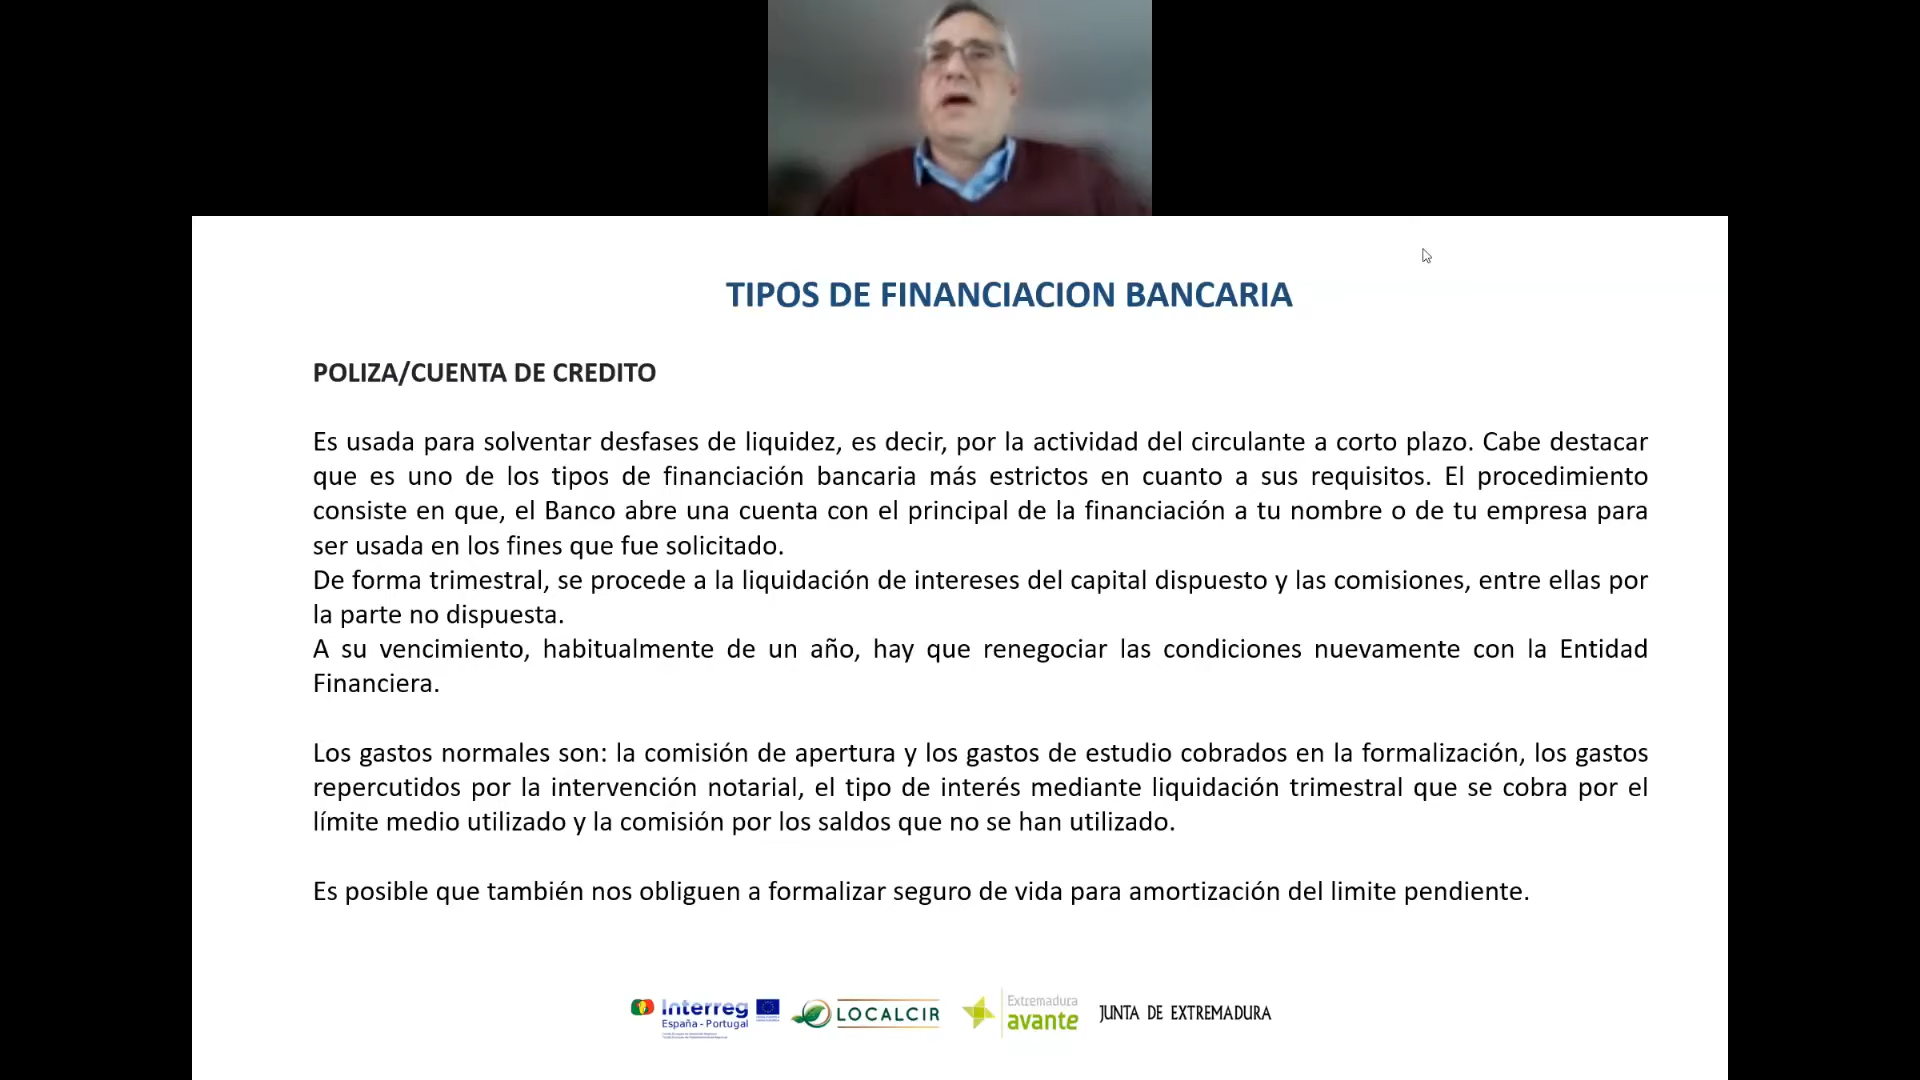 TIPOS DE FINANCIACION BANCARIA
POLIZA/CUENTA DE CREDITO
Es usada para solventar desfases de liquidez, es decir, por la actividad del circulante a corto plazo. Cabe destacar
que es uno de los tipos de financiación bancaria más estrictos en cuanto a sus requisitos. El procedimiento
consiste en que, el Banco abre una cuenta con el principal de la financiación a tu nombre o de tu empresa para
ser usada en los fines que fue solicitado.
De forma trimestral, se procede a la liquidación de intereses del capital dispuesto y las comisiones, entre ellas por
la parte no dispuesta.
A su vencimiento, habitualmente de un año, hay que renegociar las condiciones nuevamente con la Entidad
Financiera.
Los gastos normales son: la comisión de apertura y los gastos de estudio cobrados en la formalización, los gastos
repercutidos por la intervención notarial, el tipo de interés mediante liquidación trimestral que se cobra por el
límite medio utilizado y la comisión por los saldos que no se han utilizado.
Es posible que también nos obliguen a formalizar seguro de vida para amortización del limite pendiente.
Interreg
España - Portugal
LOCALCIR
Extremadura
avante
JUNTA DE EXTREMADURA